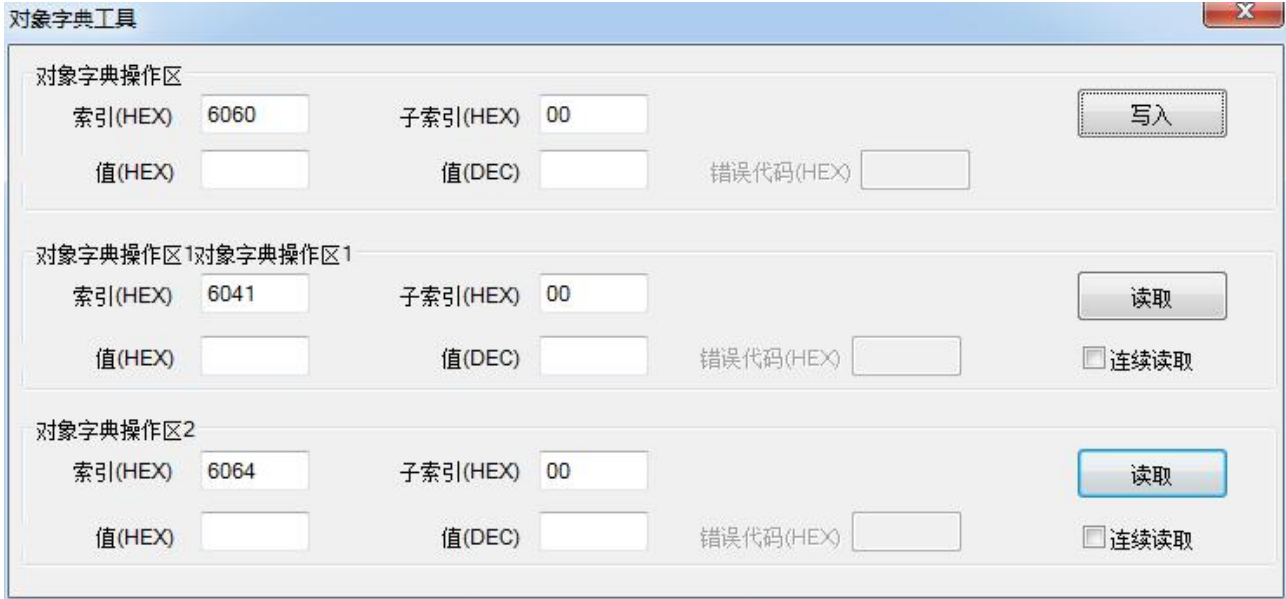 对象字典工具
对象字典操作区
索引(HEX) 6060 子索引(HEX) 00 写入
值(HEX) 值(DEC) 错误代码(HEX)
对象字典操作区1对象字典操作区1
索引(HEX) 6041 子索引(HEX) 00 读取
值(HEX) 值(DEC) 错误代码(HEX) 连续读取
对象字典操作区2
索引(HEX) 6064 子索引(HEX) 00 读取
值(HEX) 值(DEC) 错误代码(HEX) 连续读取